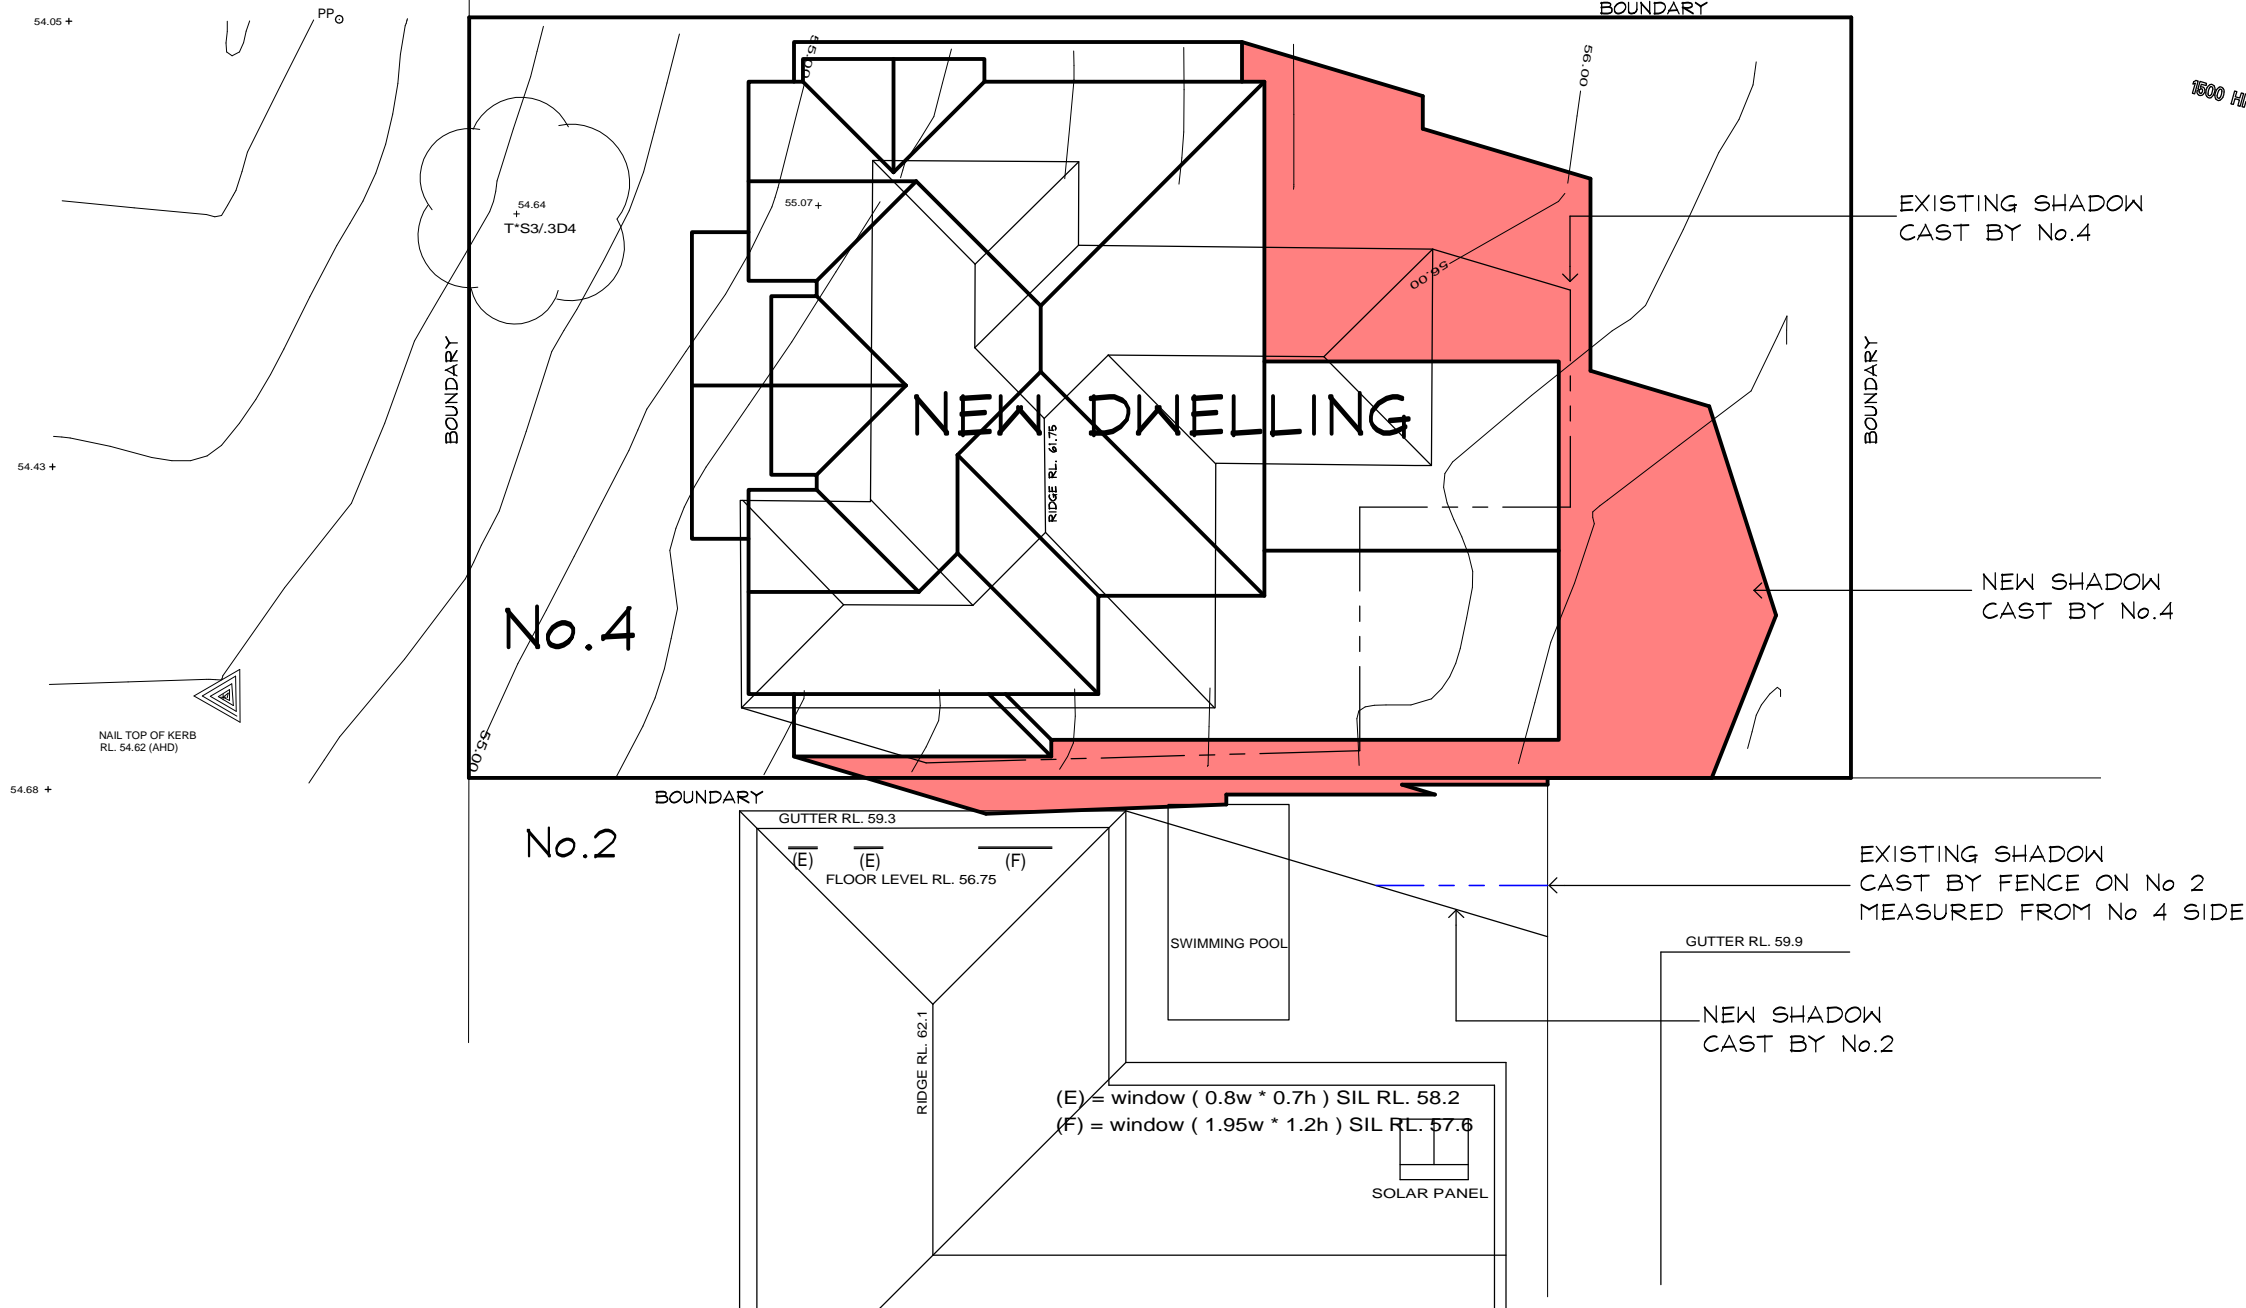 BOUNDARY
54.05
PP
55.00
56.00
1500 HI
54.64
T*S3/.3D4
55.07
EXISTING SHADOW
CAST BY No.4
56.00
BOUNDARY
BOUNDARY
NEW DWELLING
RIDGE RL. 61.75
54.43
No.4
NEW SHADOW
CAST BY No.4
NAIL TOP OF KERB
RL. 54.62 (AHD)
55.00
54.68
BOUNDARY
No.2
GUTTER RL. 59.3
(E)
(E)
(F)
FLOOR LEVEL RL. 56.75
EXISTING SHADOW
CAST BY FENCE ON No 2
MEASURED FROM No 4 SIDE
SWIMMING POOL
GUTTER RL. 59.9
RIDGE RL. 62.1
NEW SHADOW
CAST BY No.2
(E) = window ( 0.8w * 0.7h ) SIL RL. 58.2
(F) = window ( 1.95w * 1.2h ) SIL RL. 57.6
SOLAR PANEL